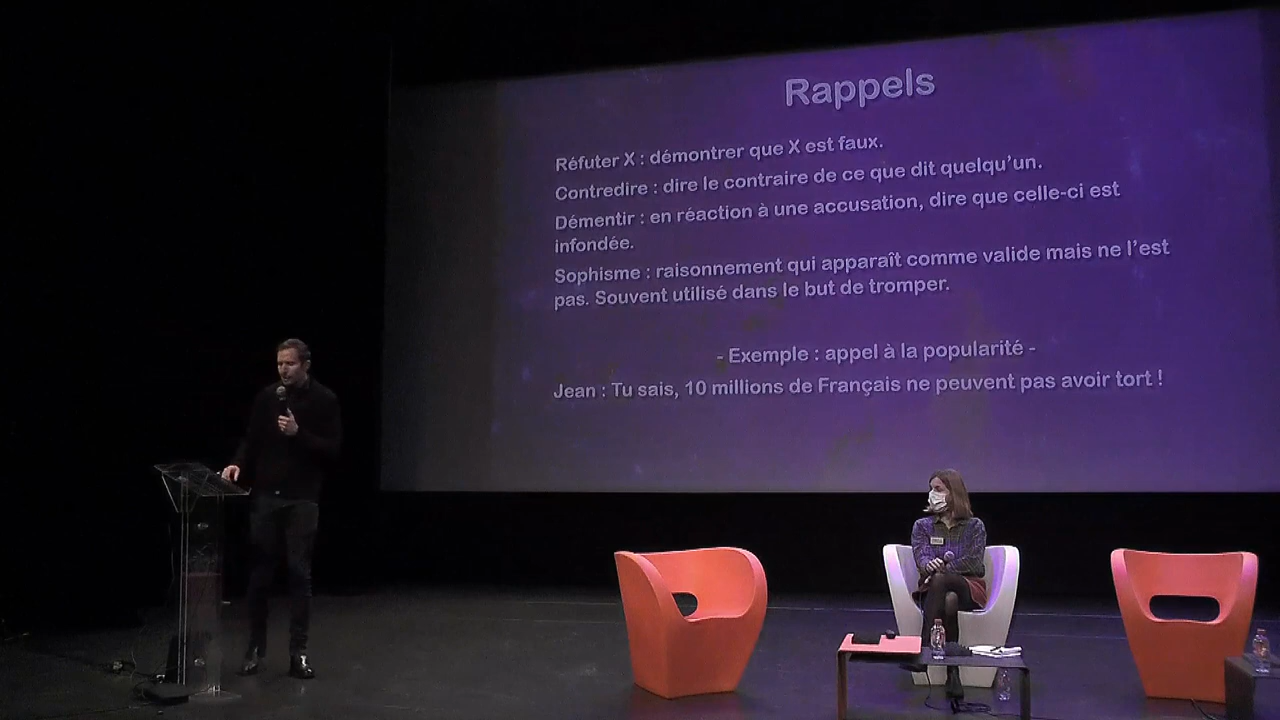 Rappels
Réfuter X : démontrer que X est faux.
Contredire : dire le contraire de ce que dit quelqu'un.
Démentir : en réaction à une accusation, dire que celle-ci est
infondée.
Sophisme : raisonnement qui apparaît comme valide mais ne l'est
pas. Souvent utilisé dans le but de tromper.
- Exemple : appel à la popularité -
Jean : Tu sais, 10 millions de Français ne peuvent pas avoir tort !